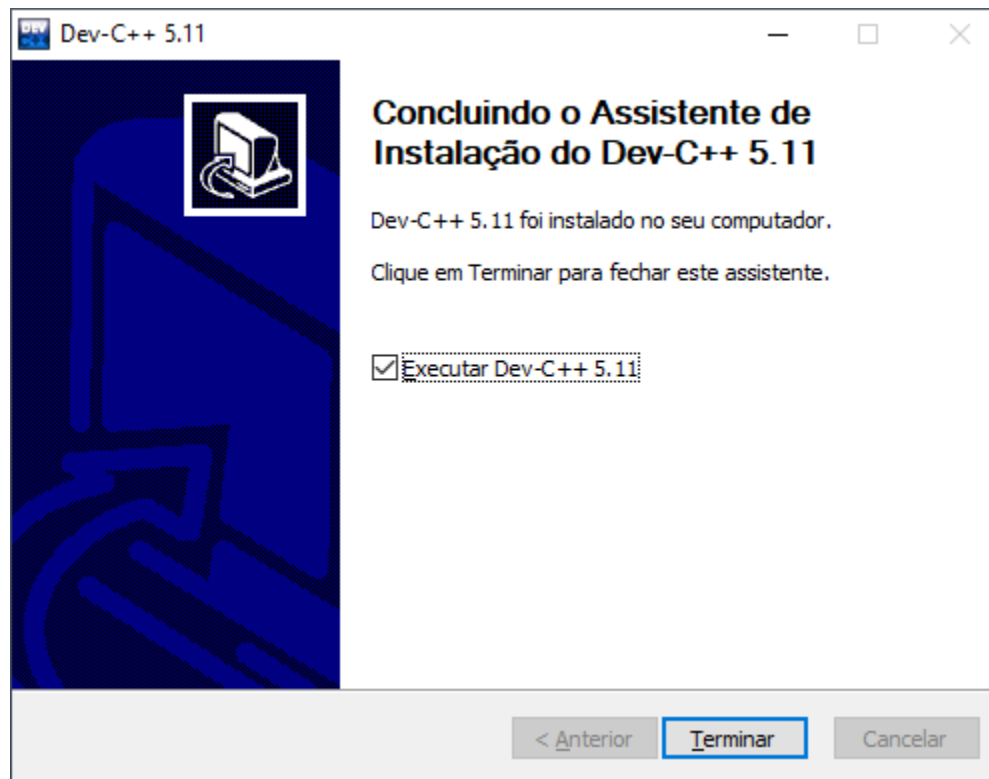 Dev-C++ 5.11
Concluindo o Assistente de
Instalação do Dev-C++ 5.11
Dev-C++ 5.11 foi instalado no seu computador.
Clique em Terminar para fechar este assistente.
Executar Dev-C++ 5.11
< Anterior Terminar Cancelar